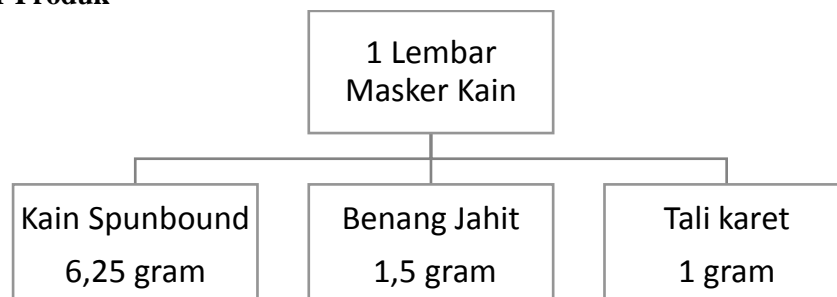 Produk
1 Lembar
Masker Kain
Kain Spunbound
6,25 gram
Benang Jahit
1,5 gram
Tali karet
1 gram